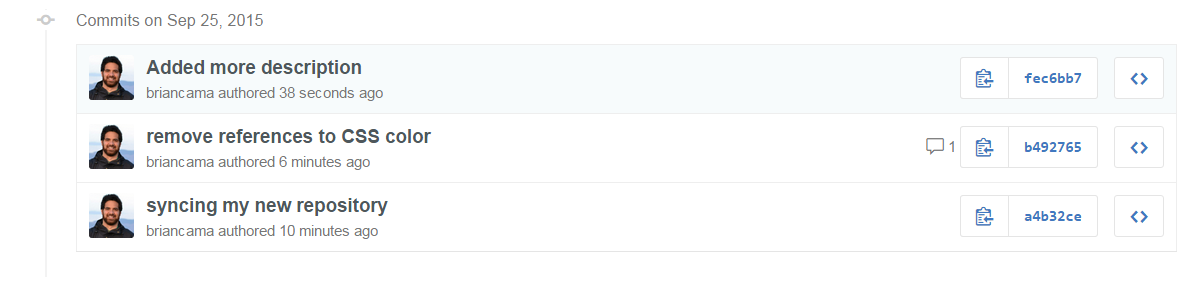 Commits on Sep 25, 2015
Added more description
briancama authored 38 seconds ago
fec6bb7
remove references to CSS color
briancama authored 6 minutes ago
1
b492765
syncing my new repository
briancama authored 10 minutes ago
a4b32ce